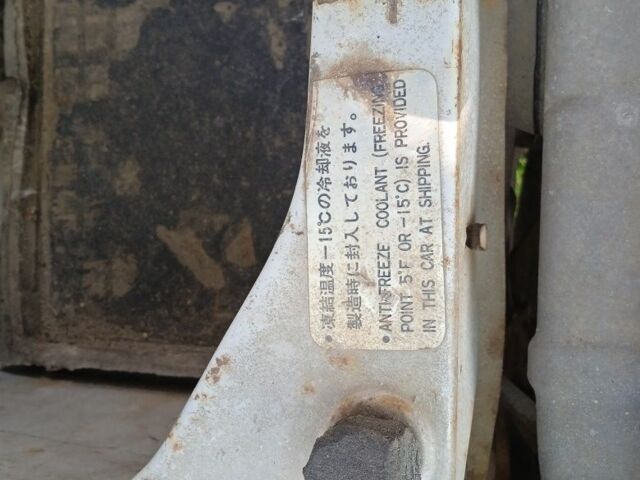 •凍結温度−15℃の冷却液を
製造時に封入しております。
•ANTI-FREEZE COOLANT (FREEZING
POINT 5°F OR -15°C) IS PROVIDED
IN THIS CAR AT SHIPPING.